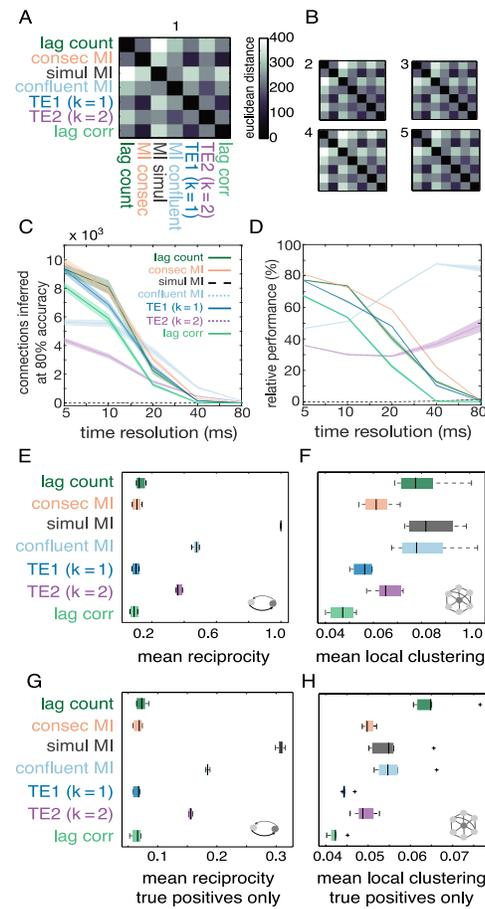 A
1
lag count
consec MI
simul MI
confluent MI
TE1 (k = 1)
TE2 (k = 2)
lag corr
lag count
MI consec
MI simul
MI confluent
TE1 (k = 1)
TE2 (k = 2)
lag corr
400
300
200
100
0
euclidean distance
B
2
3
4
5
C
x 10³
connections inferred
at 80% accuracy
10
8
6
4
2
0
5
10
20
40
80
time resolution (ms)
lag count
consec MI
simul MI
confluent MI
TE1 (k = 1)
TE2 (k = 2)
lag corr
D
relative performance (%)
100
80
60
40
20
0
5
10
20
40
80
time resolution (ms)
E
lag count
consec MI
simul MI
confluent MI
TE1 (k = 1)
TE2 (k = 2)
lag corr
0.2
0.6
1.0
mean reciprocity
F
0.04
0.06
0.08
1.0
mean local clustering
G
lag count
consec MI
simul MI
confluent MI
TE1 (k = 1)
TE2 (k = 2)
lag corr
0.1
0.2
0.3
mean reciprocity
true positives only
H
0.04
0.05
0.06
0.07
mean local clustering
true positives only